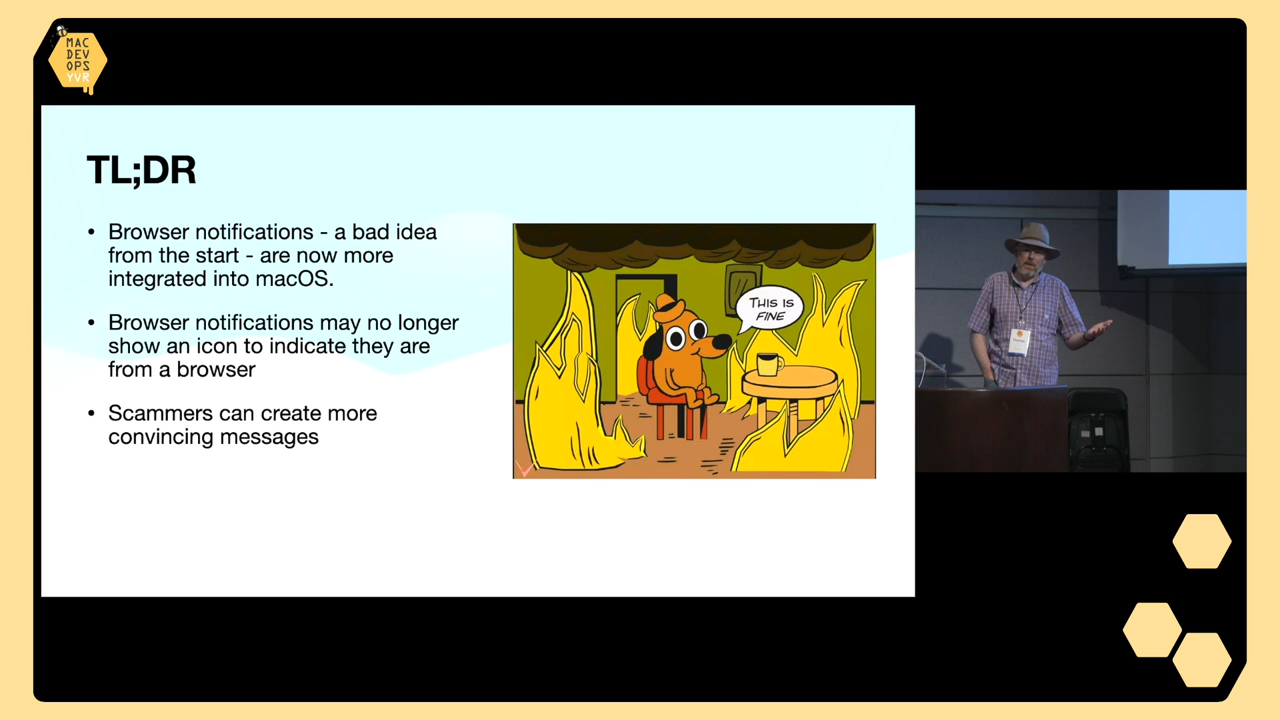 MAC
DEV
OPS
YVR
TL;DR
• Browser notifications - a bad idea
from the start - are now more
integrated into macOS.
• Browser notifications may no longer
show an icon to indicate they are
from a browser
• Scammers can create more
convincing messages
THIS IS
FINE